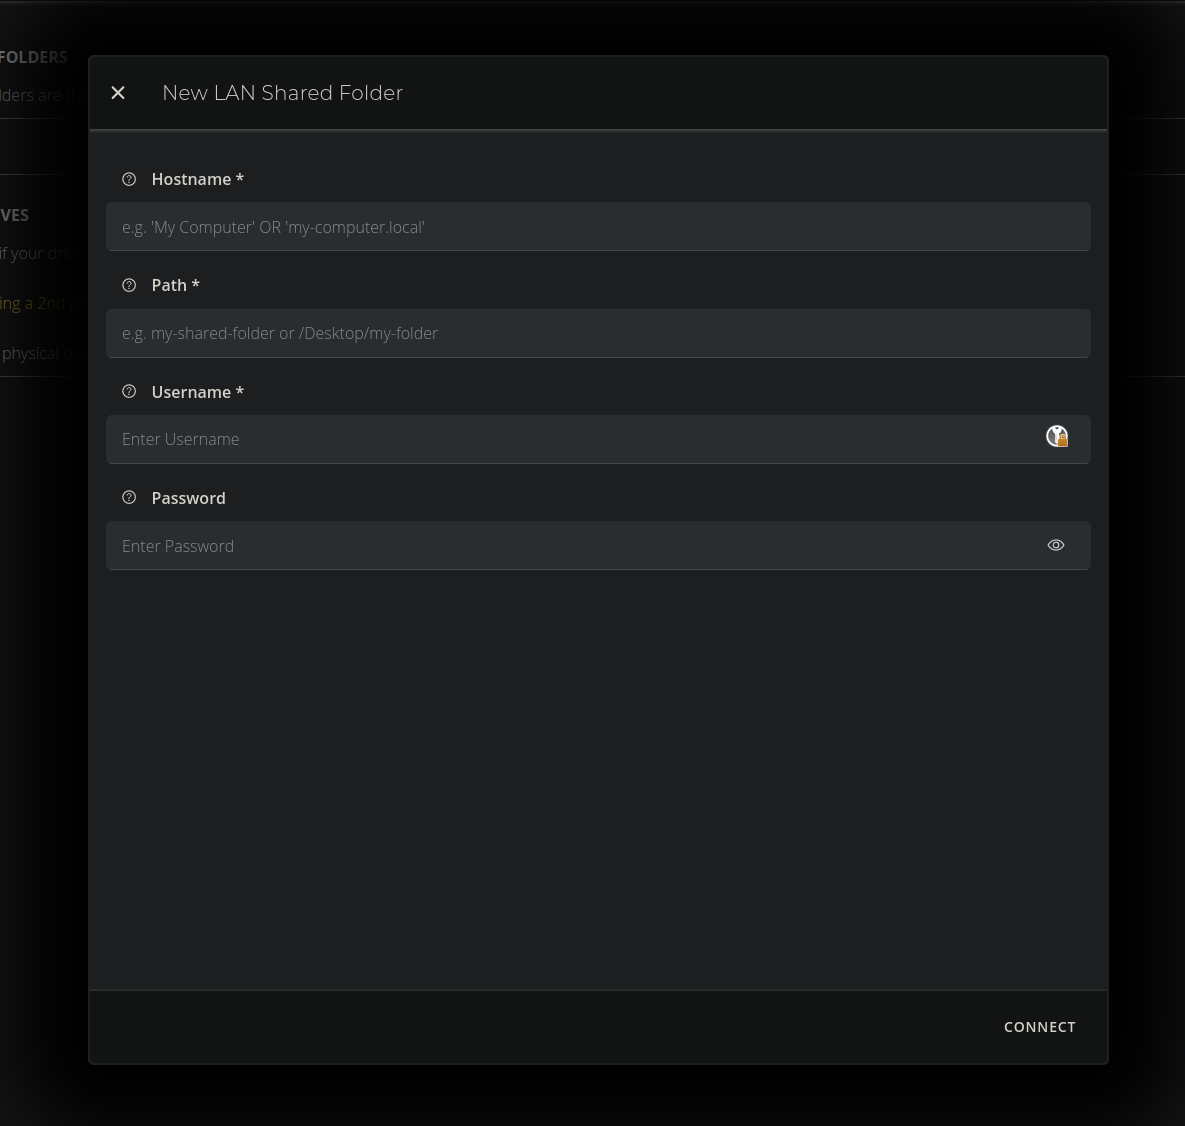 FOLDERS
lders are th
VES
if your drive
ing a 2nd p
physical dri
New LAN Shared Folder
Hostname *
e.g. 'My Computer' OR 'my-computer.local'
Path *
e.g. my-shared-folder or /Desktop/my-folder
Username *
Enter Username
Password
Enter Password
CONNECT